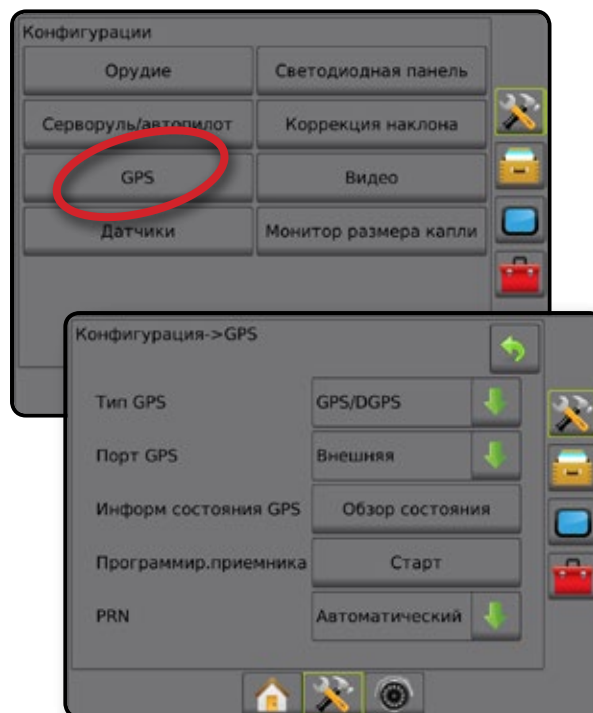 Конфигурации
Орудие
Светодиодная панель
Серворуль/автопилот
Коррекция наклона
GPS
Видео
Датчики
Монитор размера капли
Конфигурация->GPS
Тип GPS
GPS/DGPS
Порт GPS
Внешняя
Информ состояния GPS
Обзор состояния
Программир.приемника
Старт
PRN
Автоматический